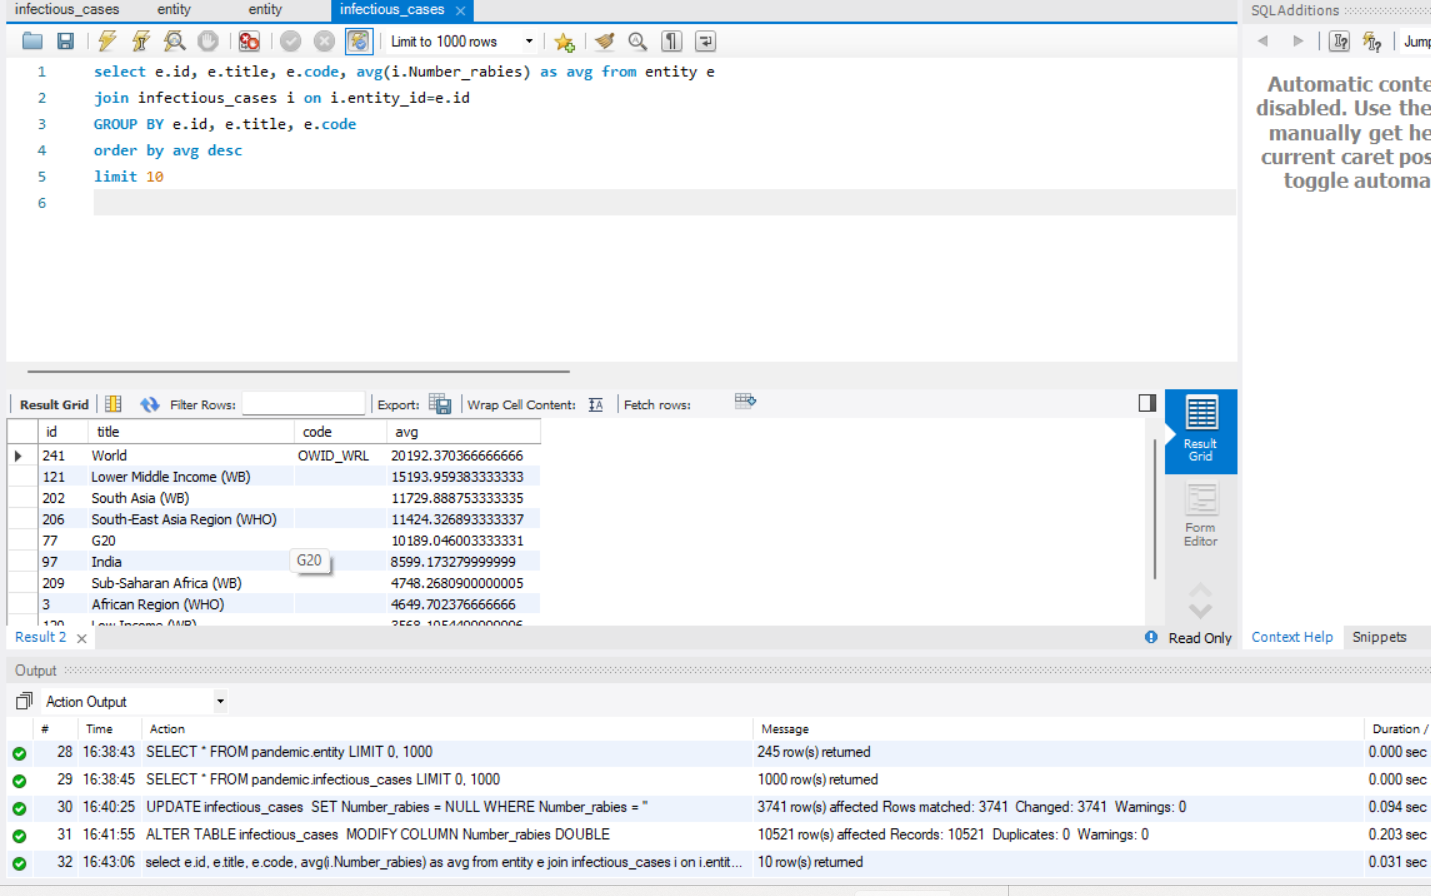 infectious_cases entity entity infectious_cases
SQLAdditions
Limit to 1000 rows
Jump
1 select e.id, e.title, e.code, avg(i.Number_rabies) as avg from entity e
2 join infectious_cases i on i.entity_id=e.id
3 GROUP BY e.id, e.title, e.code
4 order by avg desc
5 limit 10
6
Automatic conte
disabled. Use the
manually get he
current caret pos
toggle automa
Result Grid Filter Rows: Export: Wrap Cell Content: IA Fetch rows:
id title code avg
241 World OWID_WRL 20192.370366666666
121 Lower Middle Income (WB) 15193.959383333333
202 South Asia (WB) 11729.888753333335
206 South-East Asia Region (WHO) 11424.326893333337
77 G20 10189.046003333331
97 India G20 8599.173279999999
209 Sub-Saharan Africa (WB) 4748.2680900000005
3 African Region (WHO) 4649.702376666666
Result
Grid
Form
Editor
Result 2
Read Only
Context Help Snippets
Output
Action Output
# Time Action Message Duration /
28 16:38:43 SELECT * FROM pandemic.entity LIMIT 0, 1000 245 row(s) returned 0.000 sec
29 16:38:45 SELECT * FROM pandemic.infectious_cases LIMIT 0, 1000 1000 row(s) returned 0.000 sec
30 16:40:25 UPDATE infectious_cases SET Number_rabies = NULL WHERE Number_rabies = '' 3741 row(s) affected Rows matched: 3741 Changed: 3741 Warnings: 0 0.094 sec
31 16:41:55 ALTER TABLE infectious_cases MODIFY COLUMN Number_rabies DOUBLE 10521 row(s) affected Records: 10521 Duplicates: 0 Warnings: 0 0.203 sec
32 16:43:06 select e.id, e.title, e.code, avg(i.Number_rabies) as avg from entity e join infectious_cases i on i.entit... 10 row(s) returned 0.031 sec